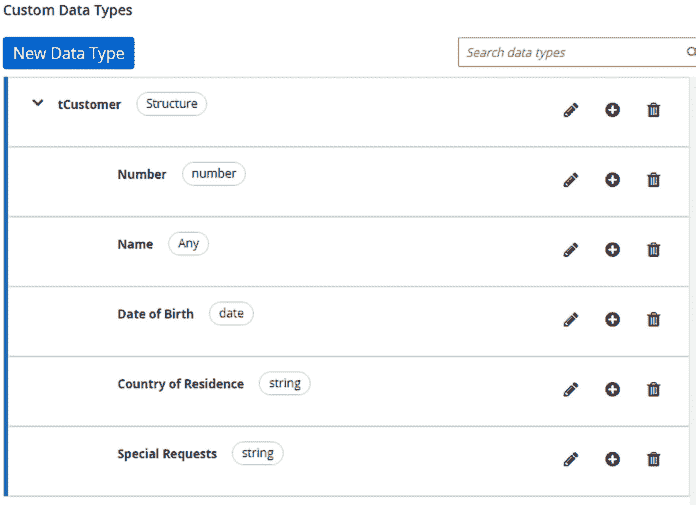 Custom Data Types
New Data Type
Search data types
tCustomer Structure
Number number
Name Any
Date of Birth date
Country of Residence string
Special Requests string